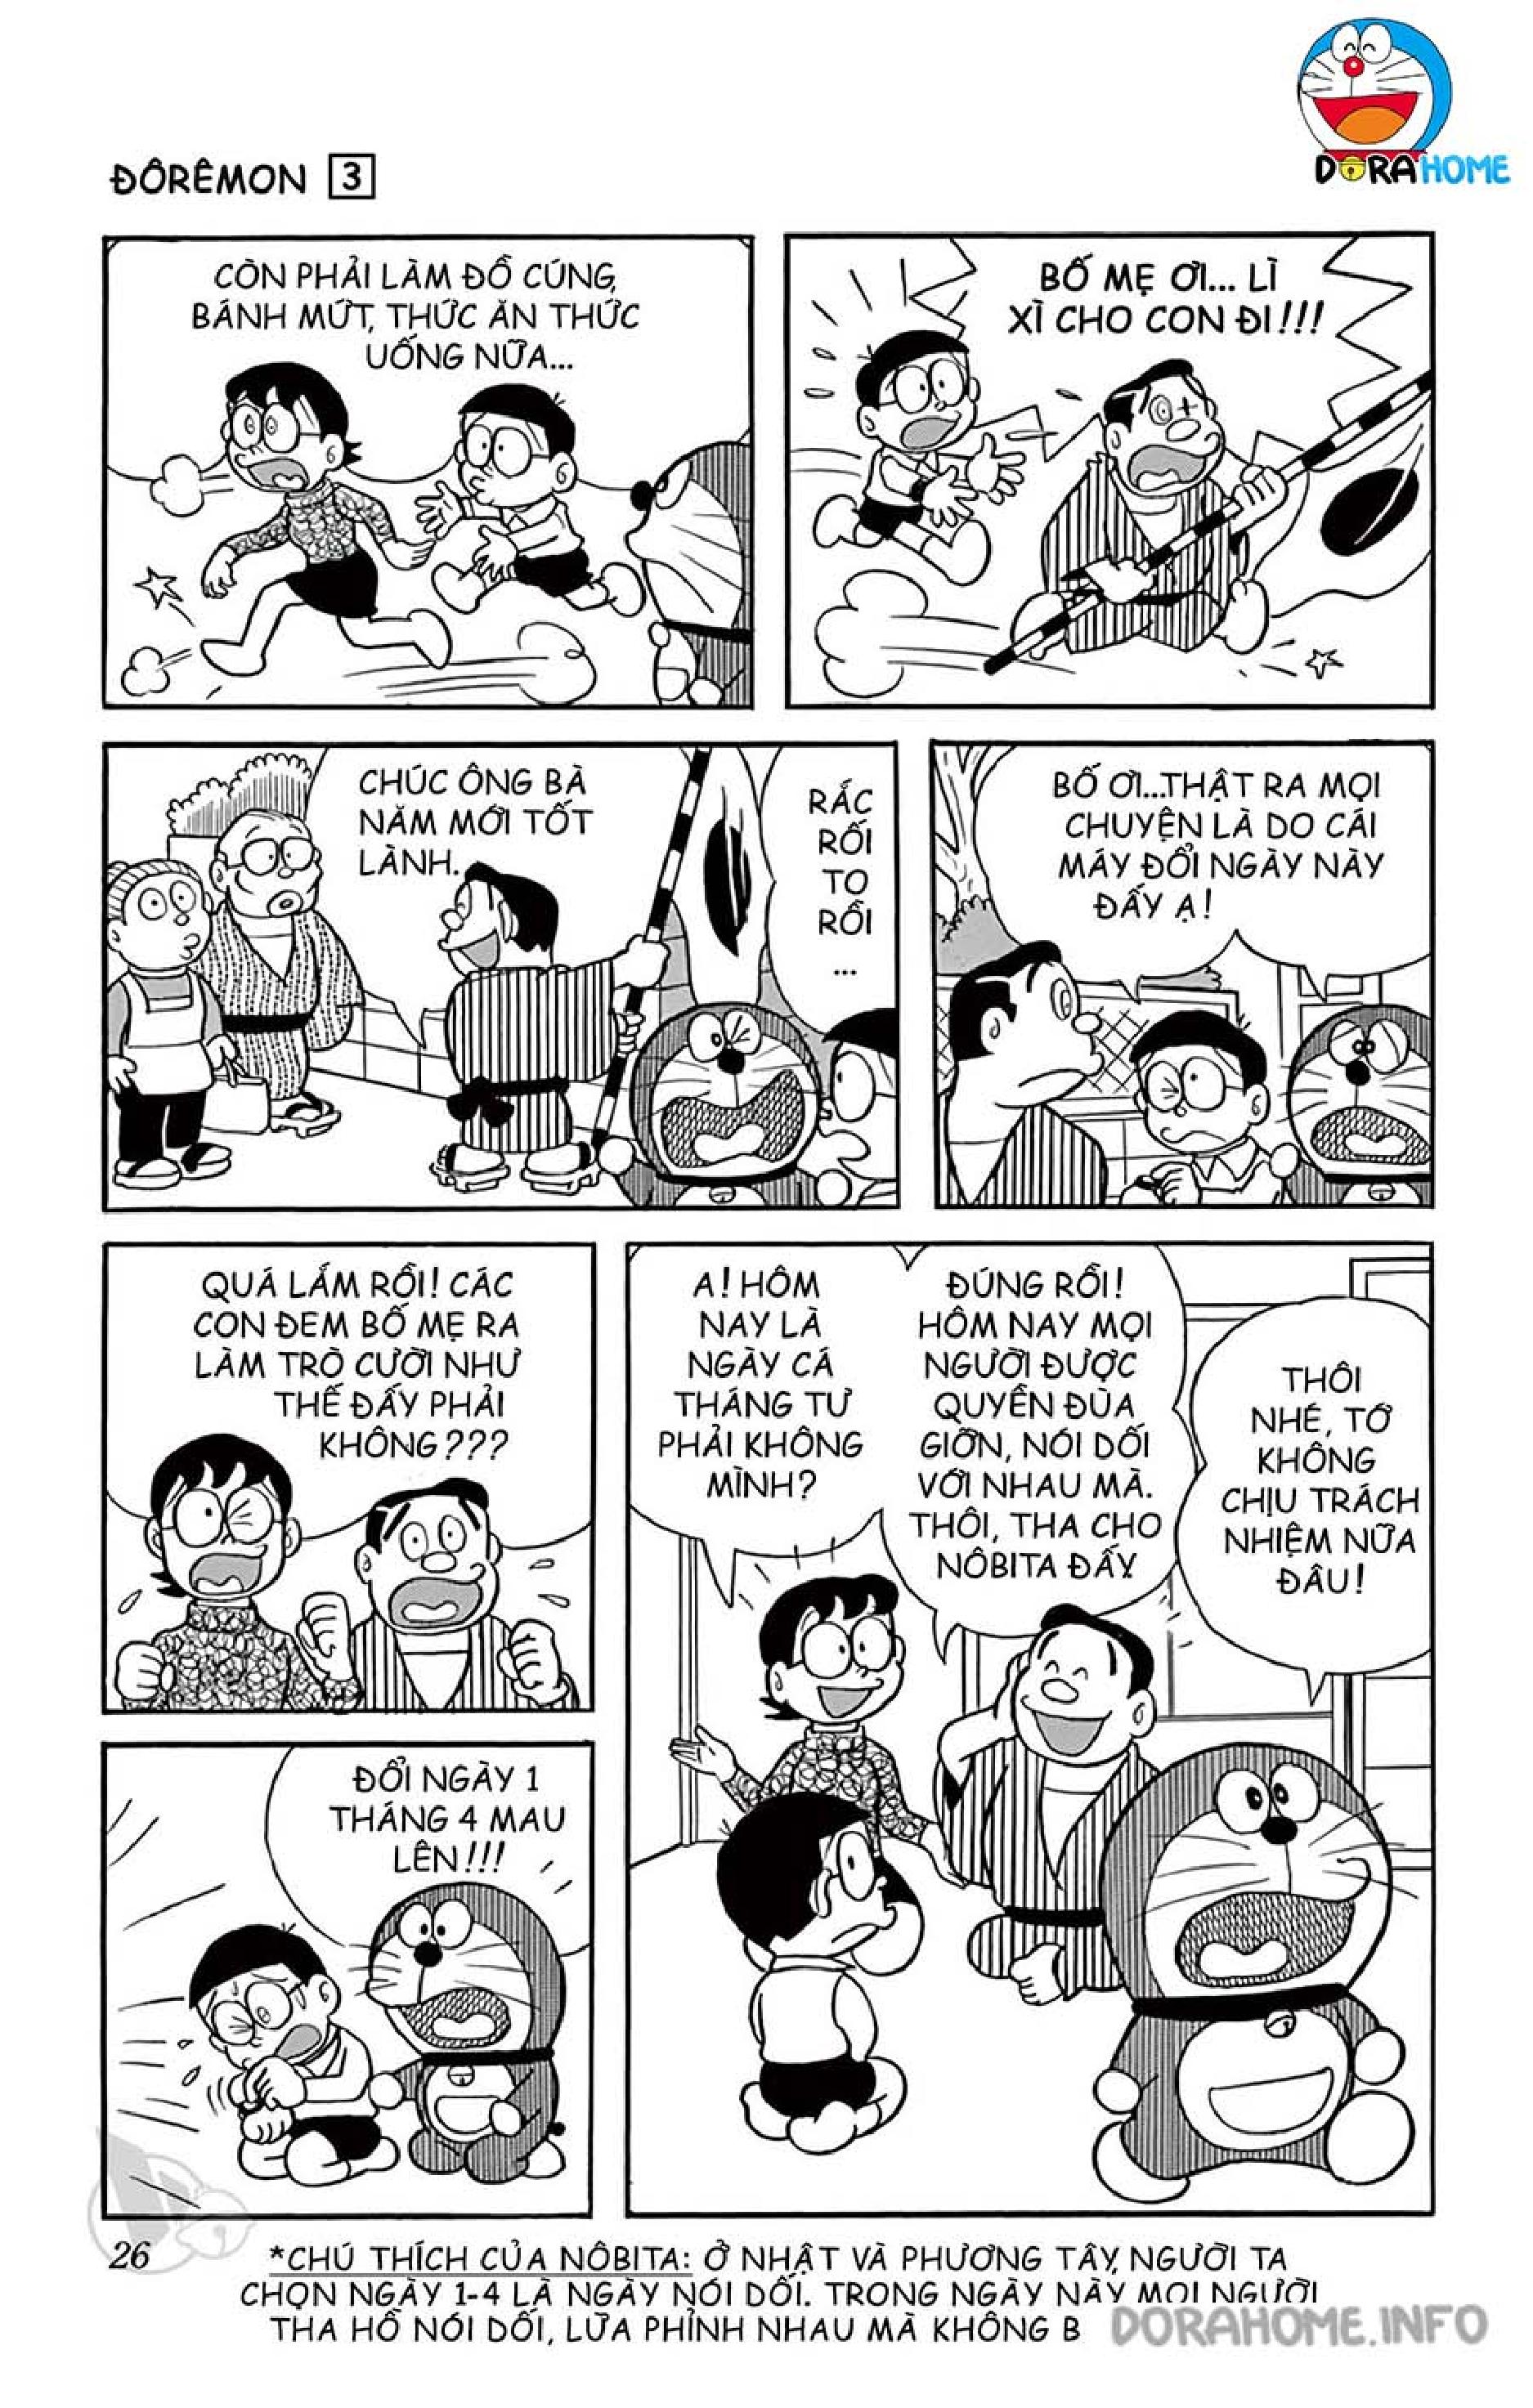 DORAHOME
ĐÔRÊMON 3
CÒN PHẢI LÀM ĐỒ CÚNG,
BÁNH MỨT, THỨC ĂN THỨC
UỐNG NỮA...
BỐ MẸ ƠI... LÌ
XÌ CHO CON ĐI!!!
CHÚC ÔNG BÀ
NĂM MỚI TỐT
LÀNH.
RẮC
RỐI
TO
RỒI
...
BỐ ƠI...THẬT RA MỌI
CHUYỆN LÀ DO CÁI
MÁY ĐỔI NGÀY NÀY
ĐẤY Ạ!
QUÁ LẮM RỒI! CÁC
CON ĐEM BỐ MẸ RA
LÀM TRÒ CƯỜI NHƯ
THẾ ĐẤY PHẢI
KHÔNG???
ĐỔI NGÀY 1
THÁNG 4 MAU
LÊN!!!
A! HÔM
NAY LÀ
NGÀY CÁ
THÁNG TƯ
PHẢI KHÔNG
MÌNH?
ĐÚNG RỒI!
HÔM NAY MỌI
NGƯỜI ĐƯỢC
QUYỀN ĐÙA
GIỠN, NÓI DỐI
VỚI NHAU MÀ.
THÔI, THA CHO
NÔBITA ĐẤY.
THÔI
NHÉ, TỚ
KHÔNG
CHỊU TRÁCH
NHIỆM NỮA
ĐÂU!
26
*CHÚ THÍCH CỦA NÔBITA: Ở NHẬT VÀ PHƯƠNG TÂY, NGƯỜI TA
CHỌN NGÀY 1-4 LÀ NGÀY NÓI DỐI. TRONG NGÀY NÀY MỌI NGƯỜI
THA HỒ NÓI DỐI, LỪA PHỈNH NHAU MÀ KHÔNG B
DORAHOME.INFO